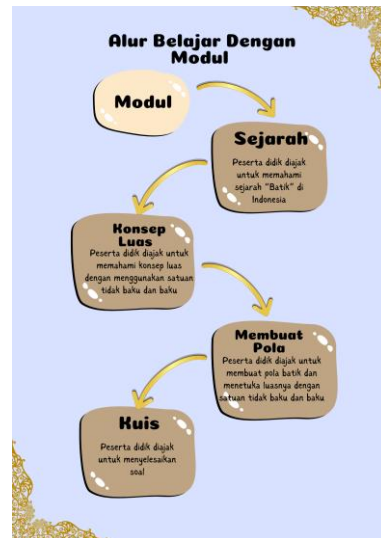 Alur Belajar Dengan
Modul
Modul
Sejarah
Peserta didik diajak
untuk memahami
sejarah "Batik" di
Indonesia
Konsep
Luas
Peserta didik diajak untuk
memahami konsep luas
dengan menggunakan satuan
tidak baku dan baku
Membuat
Pola
Peserta didik diajak untuk
membuat pola batik dan
menetuka luasnya dengan
satuan tidak baku dan baku
Kuis
Peserta didik diajak
untuk menyelesaikan
soal